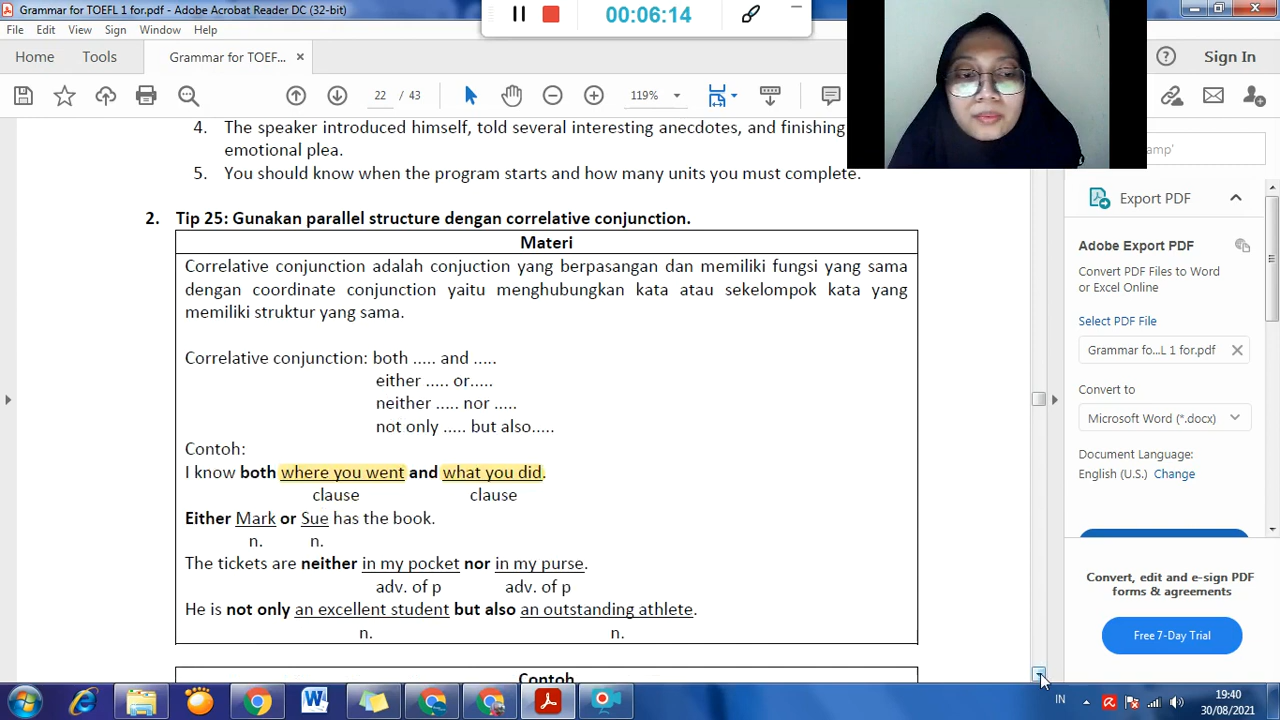 Grammar for TOEFL 1 for.pdf - Adobe Acrobat Reader DC (32-bit)
00:06:14
File Edit View Sign Window Help
Home Tools Grammar for TOEF... ×
Sign In
22 / 43
119%
4. The speaker introduced himself, told several interesting anecdotes, and finishing
emotional plea.
5. You should know when the program starts and how many units you must complete.
2. Tip 25: Gunakan parallel structure dengan correlative conjunction.
Materi
Correlative conjunction adalah conjuction yang berpasangan dan memiliki fungsi yang sama
dengan coordinate conjunction yaitu menghubungkan kata atau sekelompok kata yang
memiliki struktur yang sama.
Correlative conjunction: both ..... and .....
either ..... or.....
neither ..... nor .....
not only ..... but also.....
Contoh:
I know both where you went and what you did.
clause clause
Either Mark or Sue has the book.
n. n.
The tickets are neither in my pocket nor in my purse.
adv. of p adv. of p
He is not only an excellent student but also an outstanding athlete.
n. n.
Contoh
amp'
Export PDF
Adobe Export PDF
Convert PDF Files to Word
or Excel Online
Select PDF File
Grammar fo...L 1 for.pdf
Convert to
Microsoft Word (*.docx)
Document Language:
English (U.S.) Change
Convert, edit and e-sign PDF
forms & agreements
Free 7-Day Trial
IN
19:40
30/08/2021